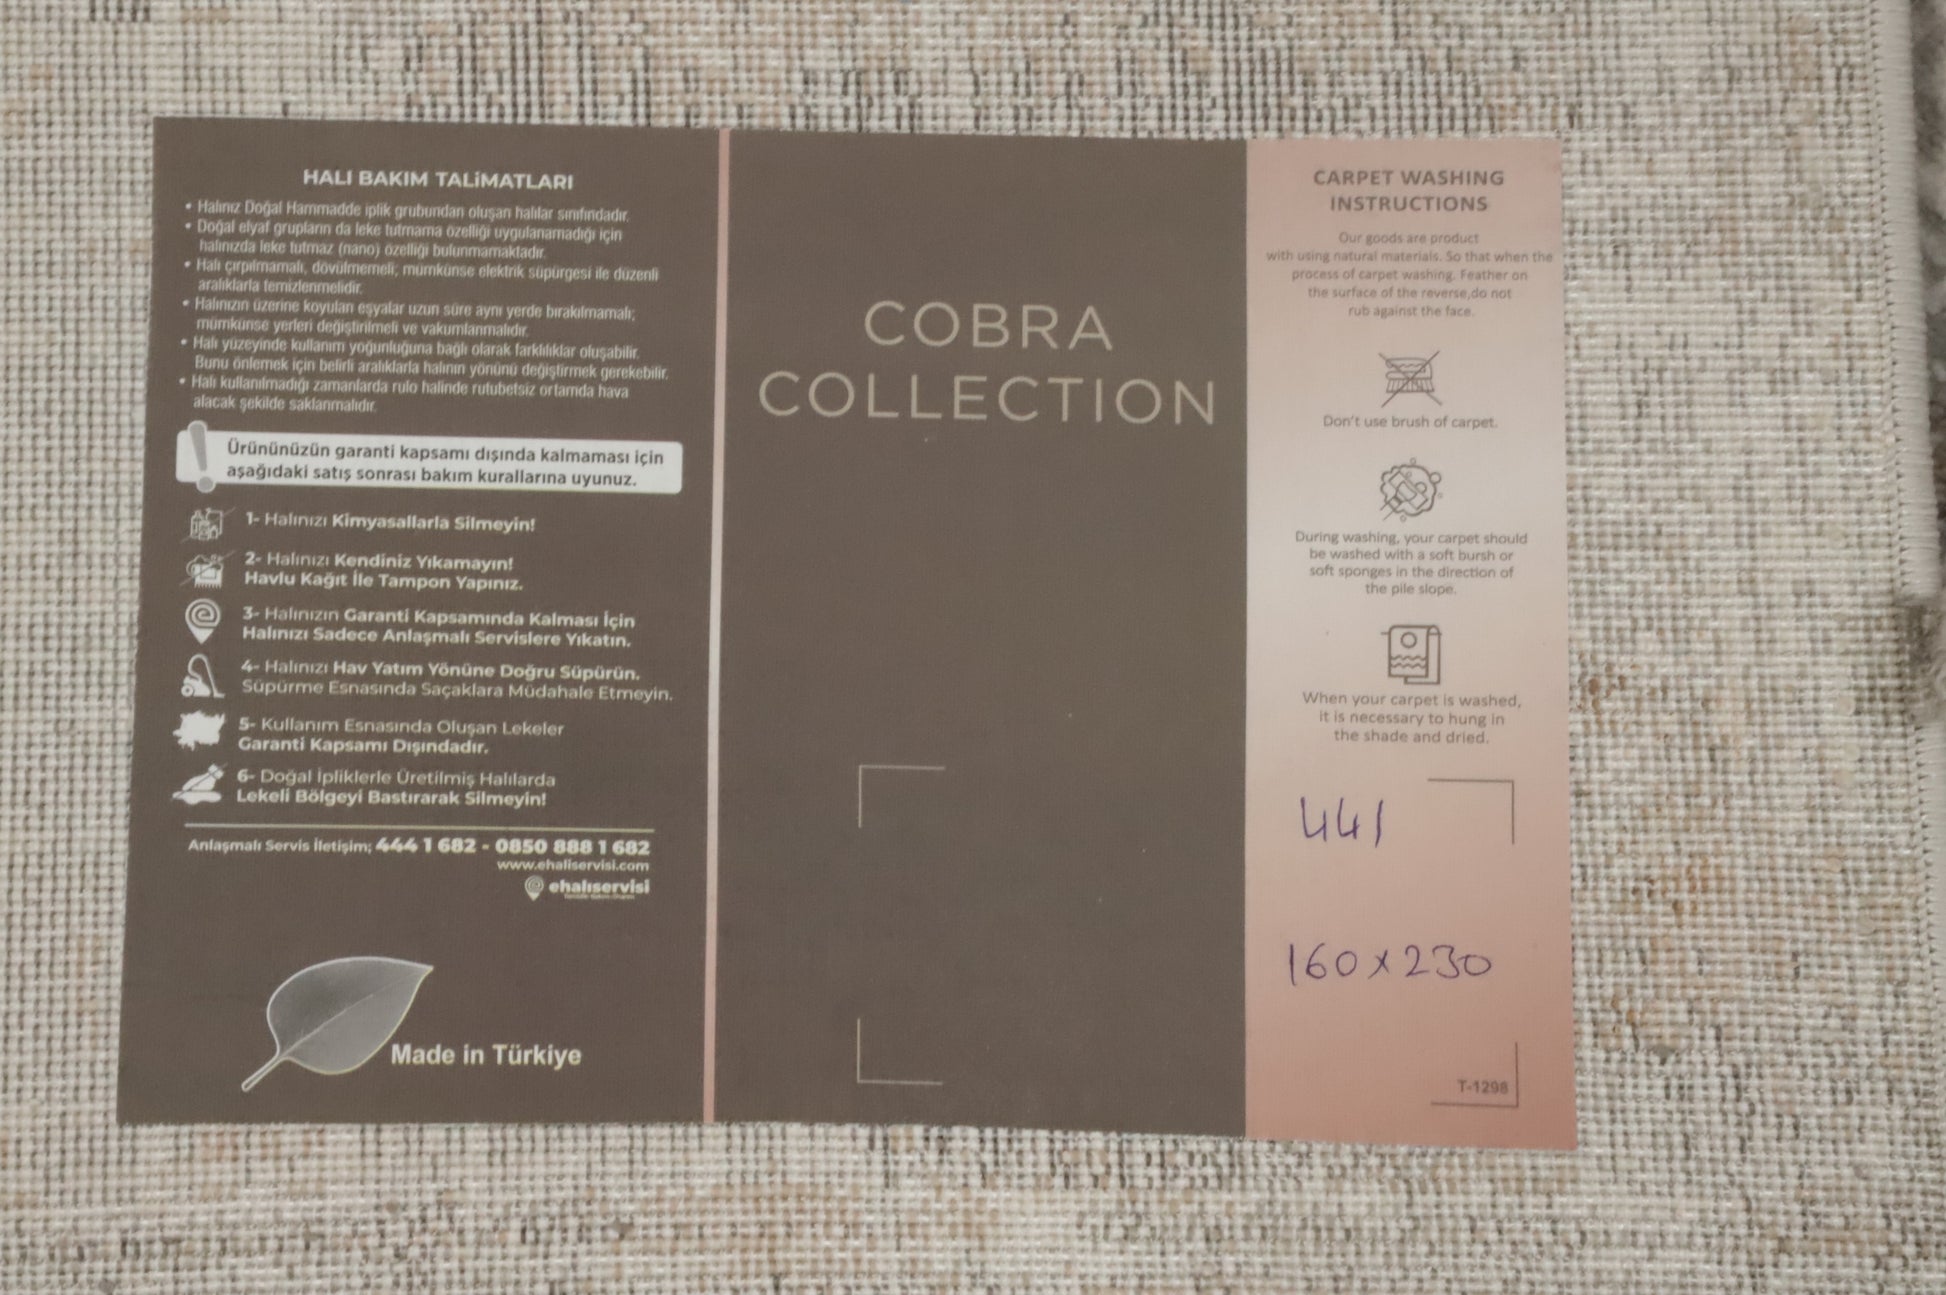 HALI BAKIM TALiMATLARI
• Halınız Doğal Hammadde iplik grubundan oluşan halılar sınıfındadır.
• Doğal elyaf grupların da leke tutmama özelliği uygulanamadığı için
halınızda leke tutmaz (nano) özelliği bulunmamaktadır.
• Halı çırpılmamalı, dövülmemeli; mümkünse elektrik süpürgesi ile düzenli
aralıklarla temizlenmelidir.
• Halınızın üzerine koyulan eşyalar uzun süre aynı yerde bırakılmamalı;
mümkünse yerleri değiştirilmeli ve vakumlanmalıdır.
• Halı yüzeyinde kullanım yoğunluğuna bağlı olarak farklılıklar oluşabilir.
Bunu önlemek için belirli aralıklarla halının yönünü değiştirmek gerekebilir.
• Halı kullanılmadığı zamanlarda rulo halinde rutubetsiz ortamda hava
alacak şekilde saklanmalıdır.
Ürününüzün garanti kapsamı dışında kalmaması için
aşağıdaki satış sonrası bakım kurallarına uyunuz.
1- Halınızı Kimyasallarla Silmeyin!
2- Halınızı Kendiniz Yıkamayın!
Havlu Kağıt İle Tampon Yapınız.
3- Halınızın Garanti Kapsamında Kalması İçin
Halınızı Sadece Anlaşmalı Servislere Yıkatın.
4- Halınızı Hav Yatım Yönüne Doğru Süpürün.
Süpürme Esnasında Saçaklara Müdahale Etmeyin.
5- Kullanım Esnasında Oluşan Lekeler
Garanti Kapsamı Dışındadır.
6- Doğal İpliklerle Üretilmiş Halılarda
Lekeli Bölgeyi Bastırarak Silmeyin!
Anlaşmalı Servis İletişim; 444 1 682 - 0850 888 1 682
www.ehaliservisi.com
ehalıservisi
Made in Türkiye
COBRA
COLLECTION
CARPET WASHING
INSTRUCTIONS
Our goods are product
with using natural materials. So that when the
process of carpet washing. Feather on
the surface of the reverse,do not
rub against the face.
Don't use brush of carpet.
During washing, your carpet should
be washed with a soft bursh or
soft sponges in the direction of
the pile slope.
When your carpet is washed,
it is necessary to hung in
the shade and dried.
441
160x230
T-1298